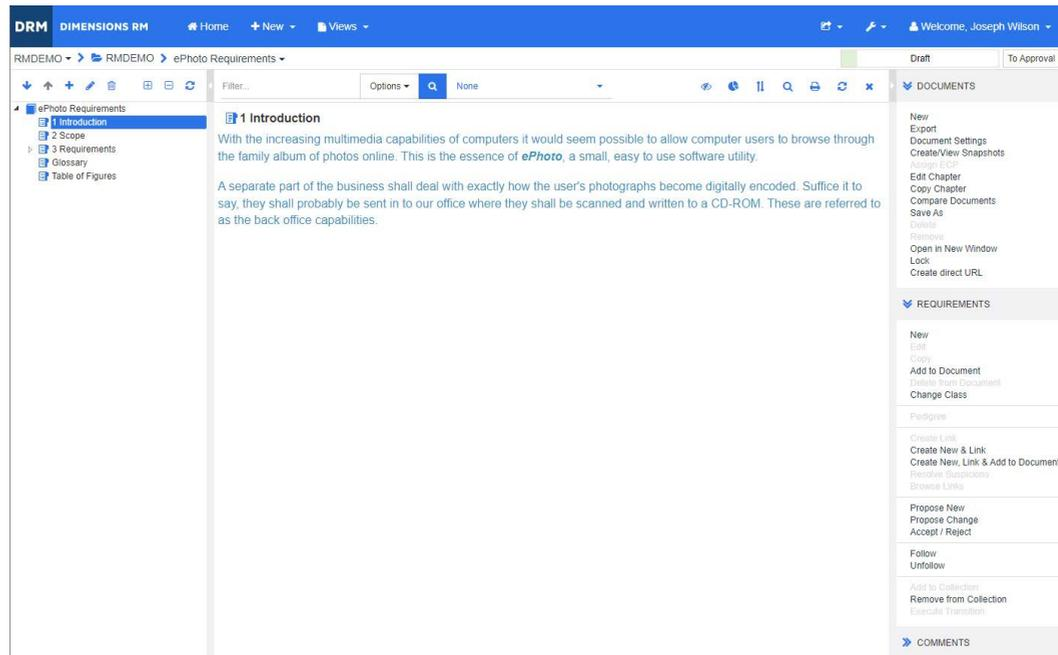 DRM DIMENSIONS RM Home New Views Welcome, Joseph Wilson
RMDEMO RMDEMO ePhoto Requirements Draft To Approval
Filter... Options None
ePhoto Requirements
1 Introduction
2 Scope
3 Requirements
Glossary
Table of Figures
1 Introduction
With the increasing multimedia capabilities of computers it would seem possible to allow computer users to browse through
the family album of photos online. This is the essence of ePhoto, a small, easy to use software utility.
A separate part of the business shall deal with exactly how the user's photographs become digitally encoded. Suffice it to
say, they shall probably be sent in to our office where they shall be scanned and written to a CD-ROM. These are referred to
as the back office capabilities.
DOCUMENTS
New
Export
Document Settings
Create/View Snapshots
Assign ECP
Edit Chapter
Copy Chapter
Compare Documents
Save As
Delete
Remove
Open in New Window
Lock
Create direct URL
REQUIREMENTS
New
Edit
Copy
Add to Document
Delete from Document
Change Class
Pedigree
Create Link
Create New & Link
Create New, Link & Add to Document
Resolve Suspicions
Browse Links
Propose New
Propose Change
Accept / Reject
Follow
Unfollow
Add to Collection
Remove from Collection
Execute Transition
COMMENTS